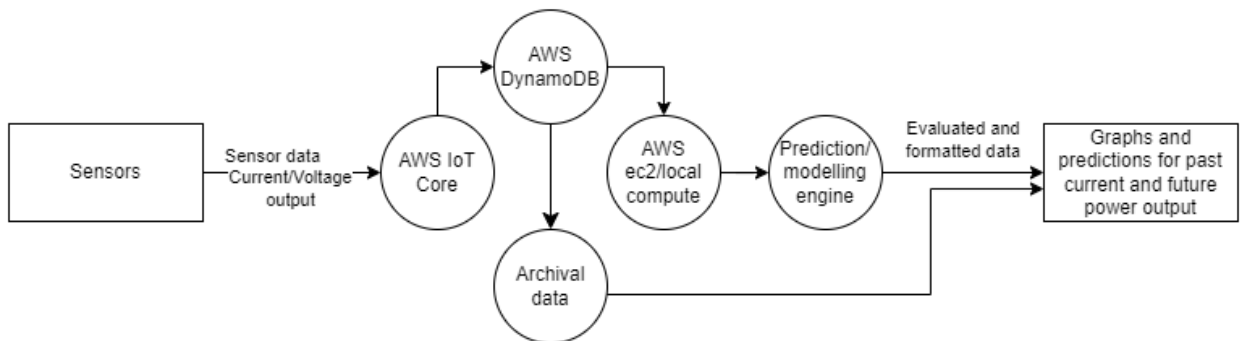 Sensors
Sensor data
Current/Voltage
output
AWS IoT
Core
AWS
DynamoDB
Archival
data
AWS
ec2/local
compute
Prediction/
modelling
engine
Evaluated and
formatted data
Graphs and
predictions for past
current and future
power output